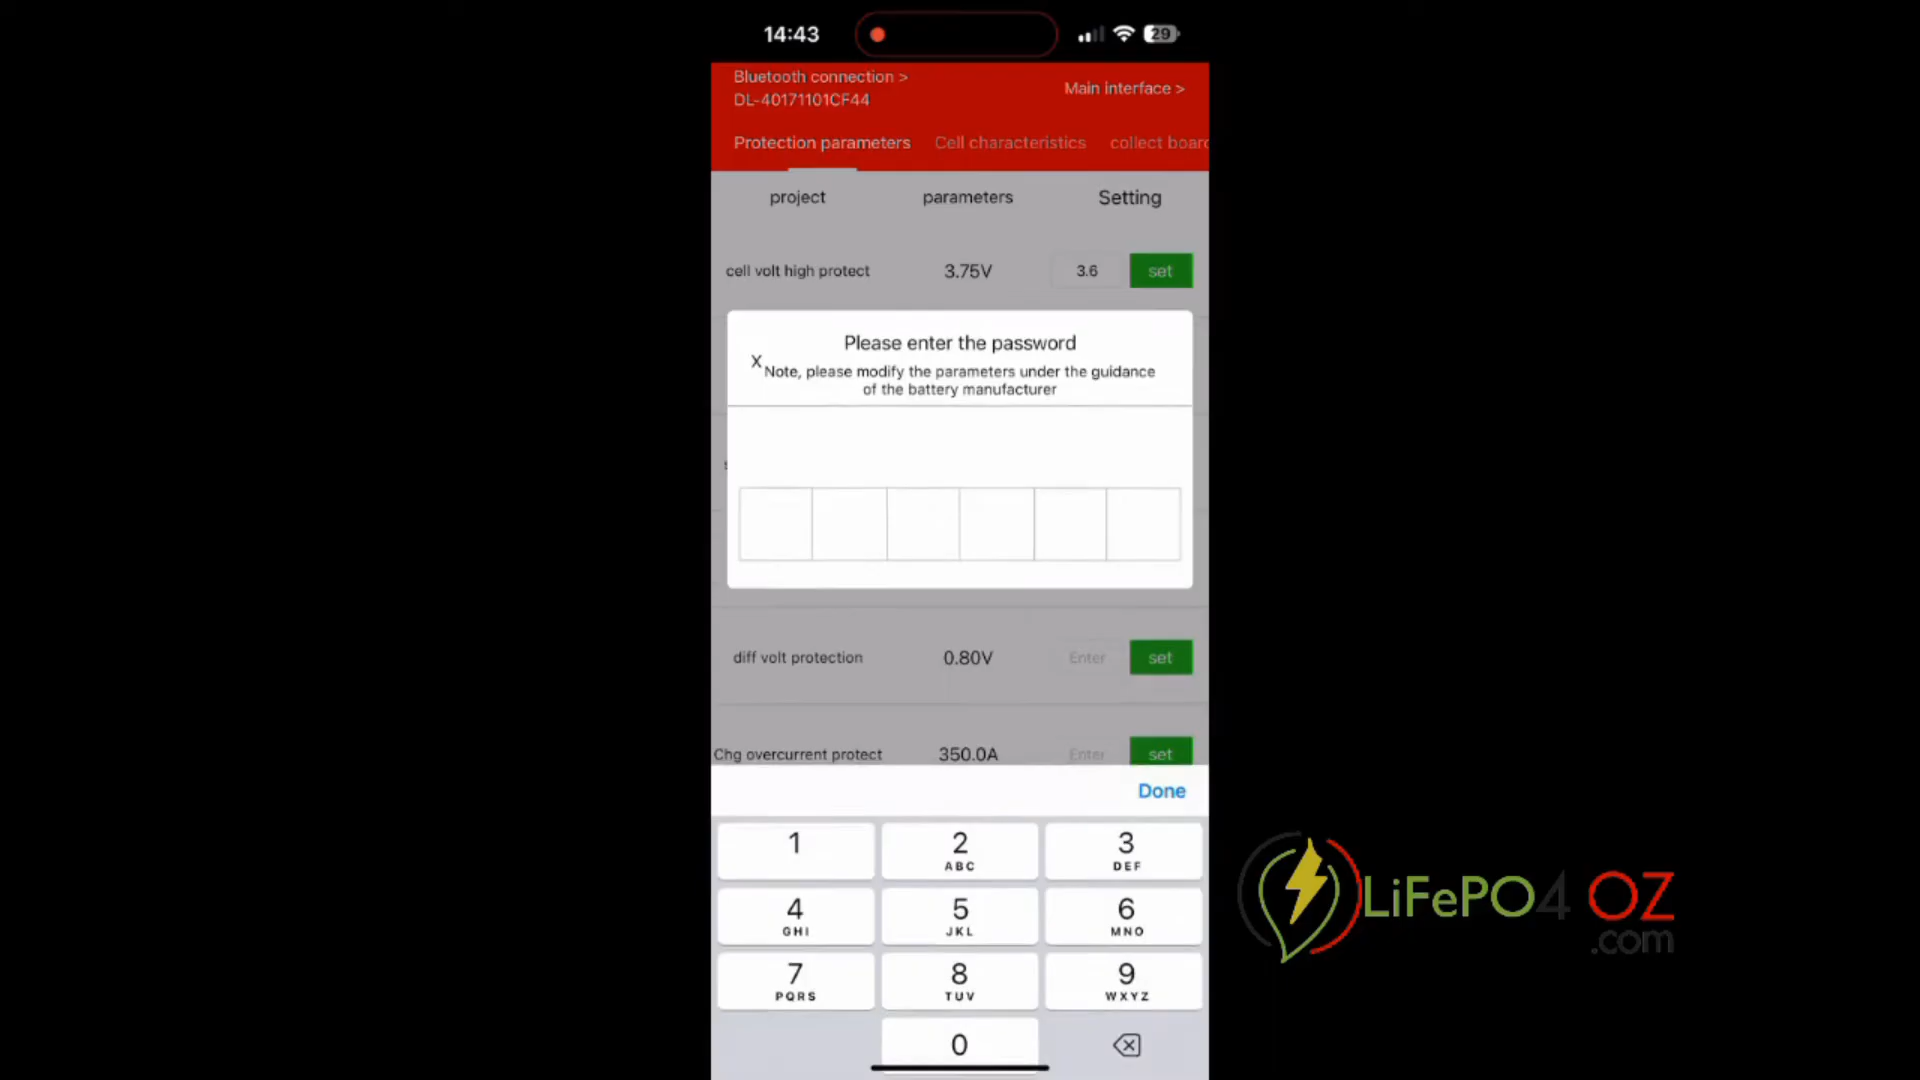 14:43
29
Bluetooth connection >
DL-40171101CF44
Main interface >
Protection parameters
Cell characteristics
collect board
project
parameters
Setting
cell volt high protect
3.75V
3.6
set
Please enter the password
X
Note, please modify the parameters under the guidance
of the battery manufacturer
diff volt protection
0.80V
Enter
set
Chg overcurrent protect
350.0A
Enter
set
Done
1
2
ABC
3
DEF
4
GHI
5
JKL
6
MNO
7
PQRS
8
TUV
9
WXYZ
0
LiFePO4 OZ
.com